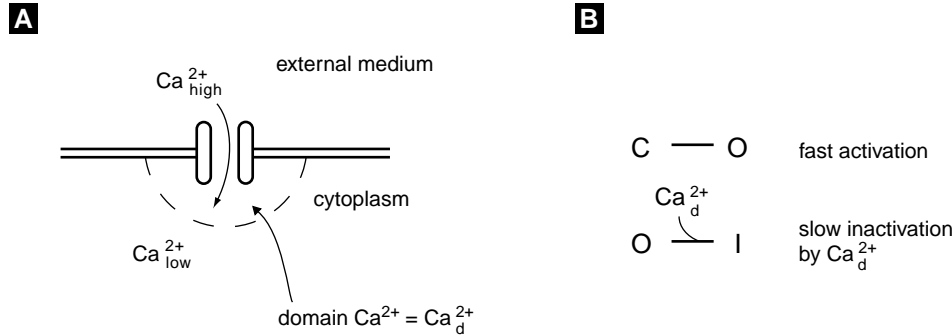 A
external medium
Ca²⁺high
cytoplasm
Ca²⁺low
domain Ca²⁺ = Ca²⁺d
B
C — O fast activation
Ca²⁺d
O — I slow inactivation
by Ca²⁺d